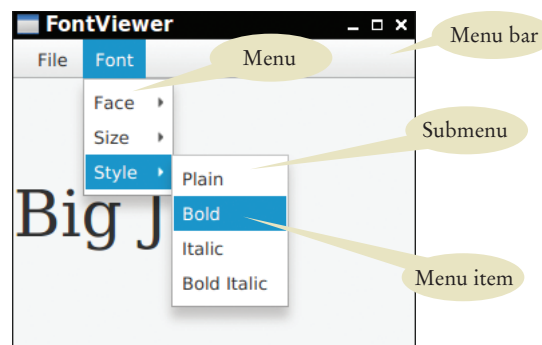 FontViewer
Menu bar
File Font Menu
Face
Size
Submenu
Style
Plain
Big J
Bold
Italic
Menu item
Bold Italic